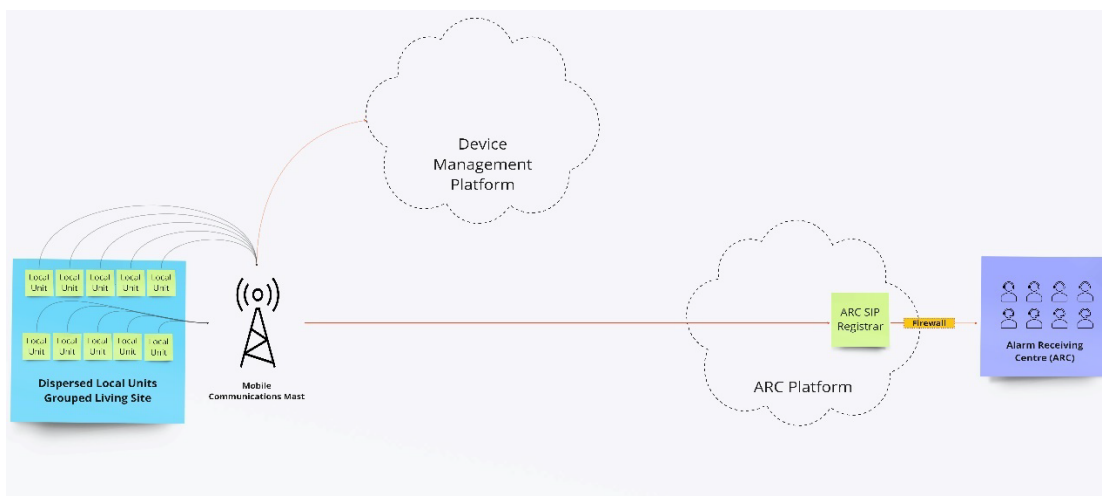 Device
Management
Platform
Local
Unit
Local
Unit
Local
Unit
Local
Unit
Local
Unit
Local
Unit
Local
Unit
Local
Unit
Local
Unit
Local
Unit
Dispersed Local Units
Grouped Living Site
Mobile
Communications Mast
ARC SIP
Registrar
Firewall
ARC Platform
Alarm Receiving
Centre (ARC)